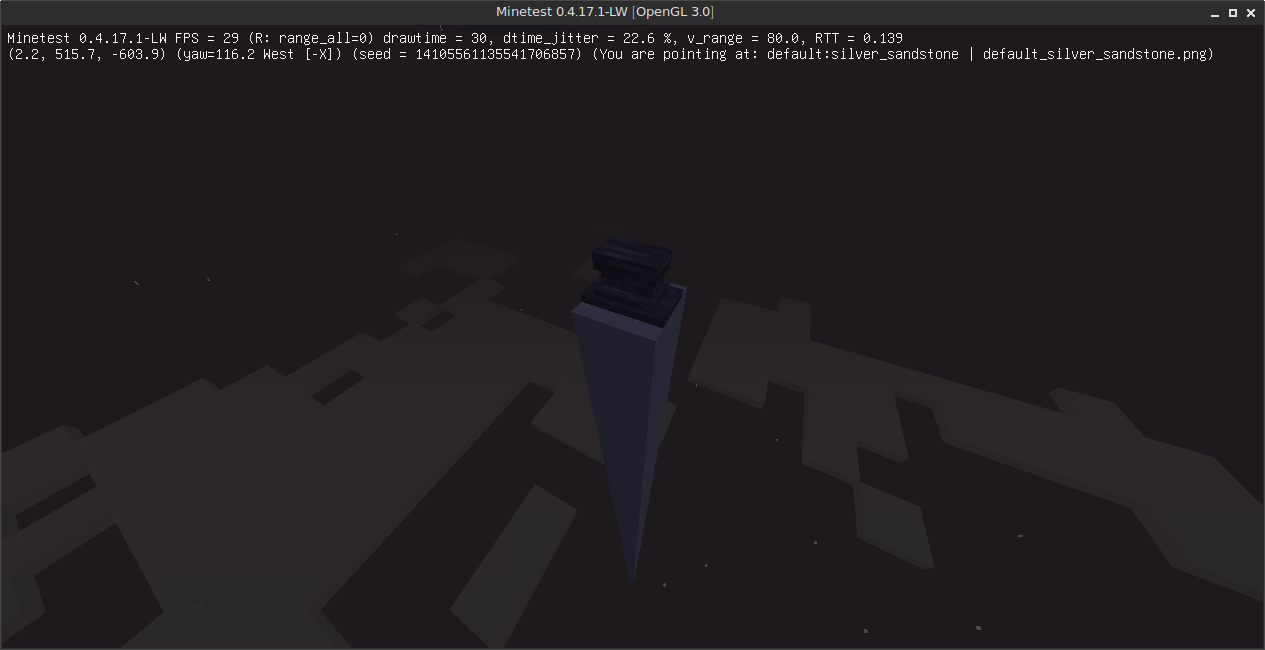 Minetest 0.4.17.1-LW [OpenGL 3.0]
Minetest 0.4.17.1-LW FPS = 29 (R: range_all=0) drawtime = 30, dtime_jitter = 22.6 %, v_range = 80.0, RTT = 0.139
(2.2, 515.7, -603.9) (yaw=116.2 West [-X]) (seed = 14105561135541706857) (You are pointing at: default:silver_sandstone | default_silver_sandstone.png)